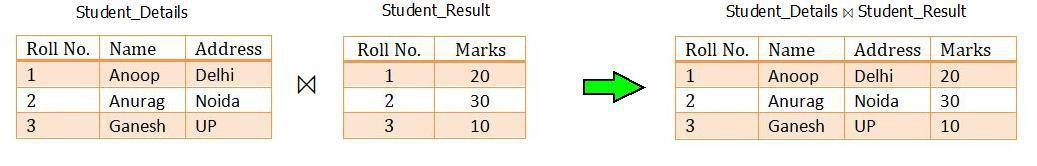 Student_Details
Roll No. Name Address
1 Anoop Delhi
2 Anurag Noida
3 Ganesh UP
⋈
Student_Result
Roll No. Marks
1 20
2 30
3 10
Student_Details ⋈ Student_Result
Roll No. Name Address Marks
1 Anoop Delhi 20
2 Anurag Noida 30
3 Ganesh UP 10